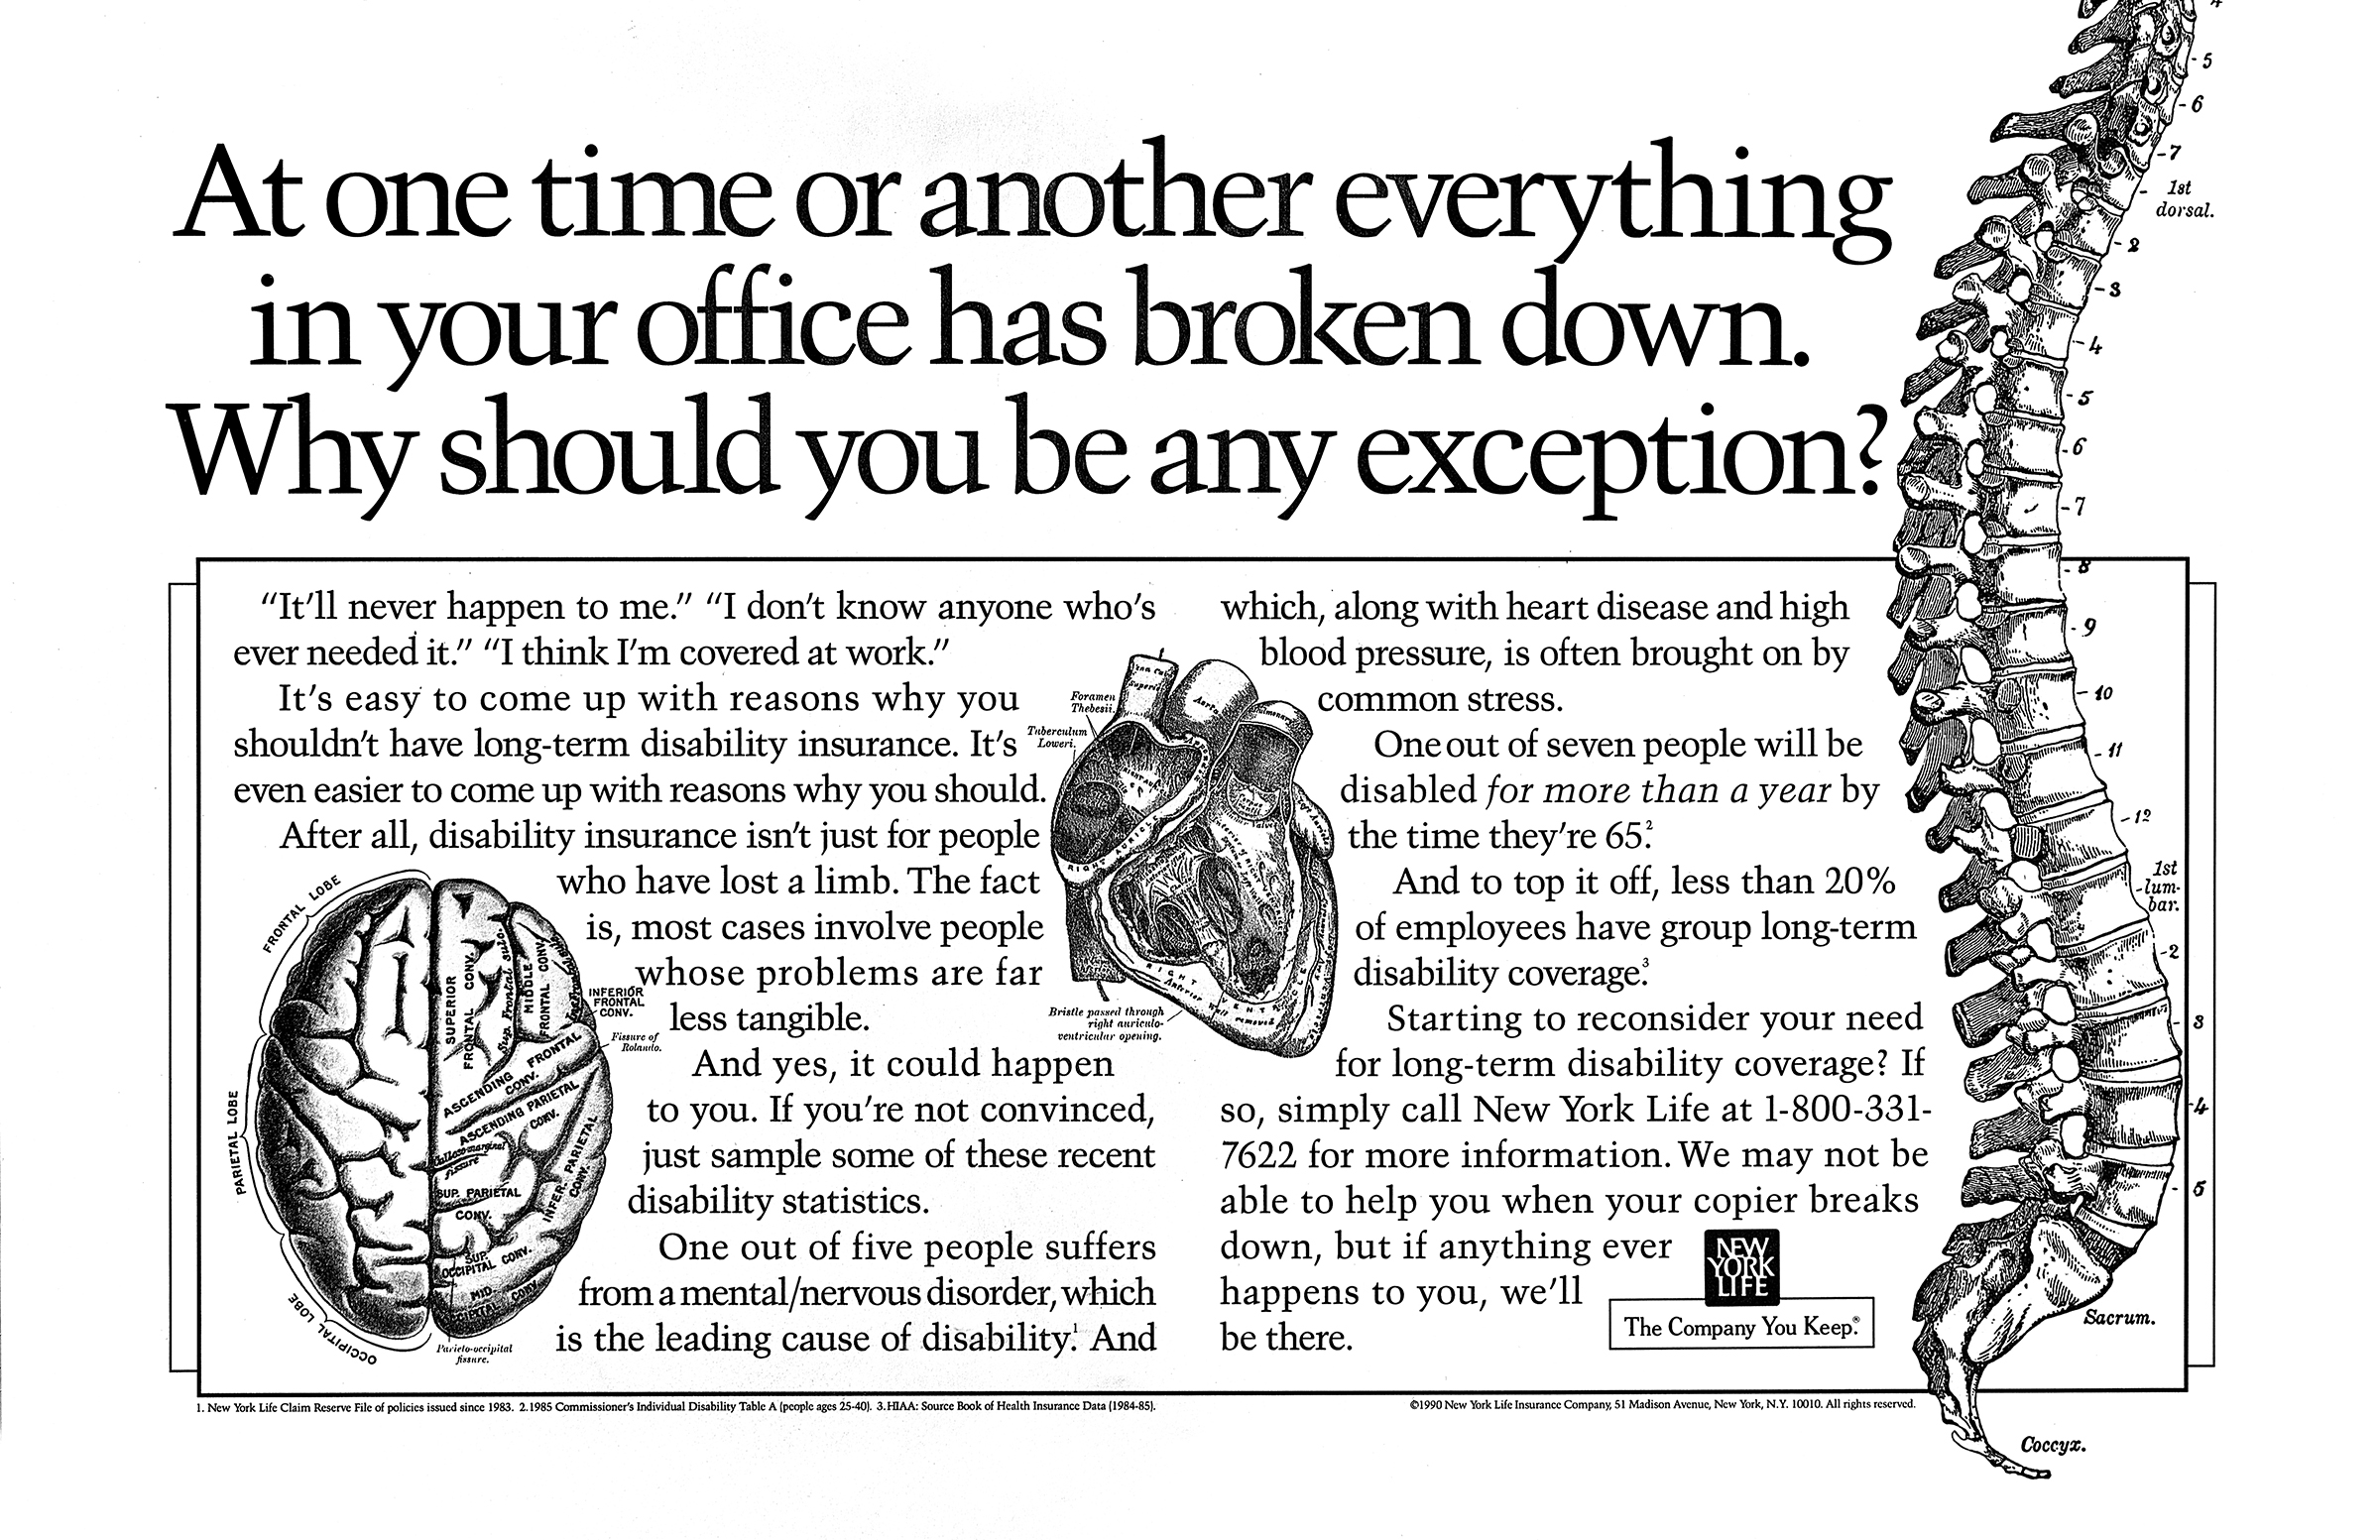 At one time or another everything
in your office has broken down.
Why should you be any exception?
“It’ll never happen to me.” “I don’t know anyone who’s
ever needed it.” “I think I’m covered at work.”
It’s easy to come up with reasons why you
shouldn’t have long-term disability insurance. It’s
even easier to come up with reasons why you should.
After all, disability insurance isn’t just for people
who have lost a limb. The fact
is, most cases involve people
whose problems are far
less tangible.
And yes, it could happen
to you. If you’re not convinced,
just sample some of these recent
disability statistics.
One out of five people suffers
from a mental/nervous disorder, which
is the leading cause of disability.¹ And
which, along with heart disease and high
blood pressure, is often brought on by
common stress.
One out of seven people will be
disabled for more than a year by
the time they’re 65.²
And to top it off, less than 20%
of employees have group long-term
disability coverage.³
Starting to reconsider your need
for long-term disability coverage? If
so, simply call New York Life at 1-800-331-
7622 for more information. We may not be
able to help you when your copier breaks
down, but if anything ever
happens to you, we’ll
be there.
NEW
YORK
LIFE
The Company You Keep.®
FRONTAL LOBE
PARIETAL LOBE
OCCIPITAL LOBE
SUPERIOR
FRONTAL CONV.
Sup. Frontal sulc.
MIDDLE
FRONTAL CONV.
INFERIOR
FRONTAL
CONV.
Fissure of
Rolando.
ASCENDING FRONTAL
CONV.
ASCENDING PARIETAL
CONV.
Callosomarginal
fissure
SUP. PARIETAL
CONV.
INFER. PARIETAL
CONV.
SUP.
OCCIPITAL CONV.
MID.
CONV.
Parieto-occipital
fissure.
Foramen
Thebesii.
Tuberculum
Loweri.
Aorta
Pulmonary
RIGHT AURICLE
RIGHT VENTRICLE
Anterior Wall removed
Bristle passed through
right auriculo-
ventricular opening.
4
5
6
7
1st
dorsal.
2
3
4
5
6
7
8
9
10
11
12
1st
lum-
bar.
2
3
4
5
Sacrum.
Coccyx.
1. New York Life Claim Reserve File of policies issued since 1983. 2. 1985 Commissioner’s Individual Disability Table A (people ages 25-40). 3. HIAA: Source Book of Health Insurance Data (1984-85).
©1990 New York Life Insurance Company, 51 Madison Avenue, New York, N.Y. 10010. All rights reserved.